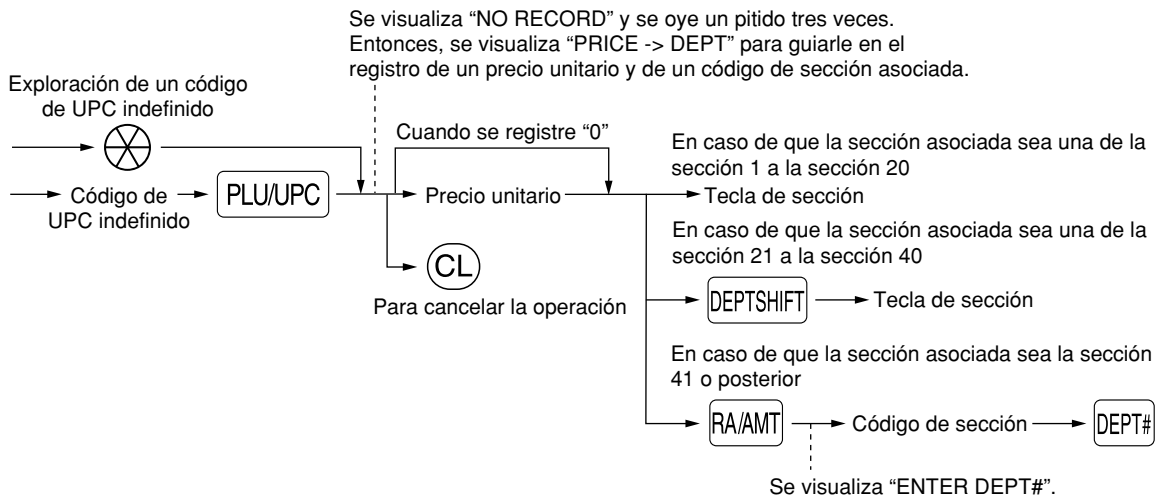 Se visualiza “NO RECORD” y se oye un pitido tres veces.
Entonces, se visualiza “PRICE -> DEPT” para guiarle en el
registro de un precio unitario y de un código de sección asociada.
Exploración de un código
de UPC indefinido
Cuando se registre “0”
Código de
UPC indefinido
PLU/UPC
Precio unitario
CL
Para cancelar la operación
En caso de que la sección asociada sea una de la
sección 1 a la sección 20
Tecla de sección
En caso de que la sección asociada sea una de la
sección 21 a la sección 40
DEPTSHIFT
Tecla de sección
En caso de que la sección asociada sea la sección
41 o posterior
RA/AMT
Código de sección
DEPT#
Se visualiza “ENTER DEPT#”.